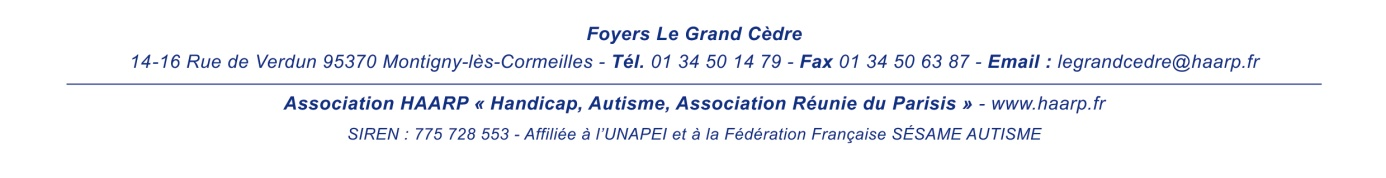 Foyers Le Grand Cèdre
14-16 Rue de Verdun 95370 Montigny-lès-Cormeilles - Tél. 01 34 50 14 79 - Fax 01 34 50 63 87 - Email : legrandcedre@haarp.fr
Association HAARP « Handicap, Autisme, Association Réunie du Parisis » - www.haarp.fr
SIREN : 775 728 553 - Affiliée à l’UNAPEI et à la Fédération Française SÉSAME AUTISME